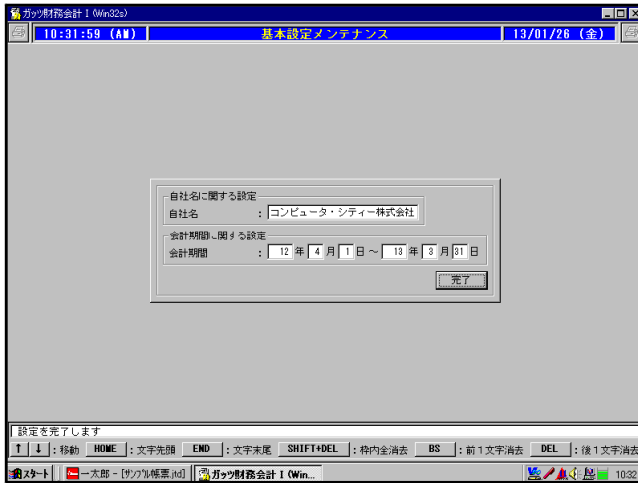 ガッツ財務会計 I (Win32s)
10:31:59 (AM) 基本設定メンテナンス 13/01/26 (金)
自社名に関する設定
自社名 : コンピュータ・シティー株式会社
会計期間に関する設定
会計期間 : 12 年 4 月 1 日 ～ 13 年 3 月 31 日
完了
設定を完了します
↑ ↓ :移動 HOME :文字先頭 END :文字末尾 SHIFT+DEL :枠内全消去 BS :前1文字消去 DEL :後1文字消去
スタート 一太郎 - [サンプル帳票.jtd] ガッツ財務会計 I (Win... 10:32